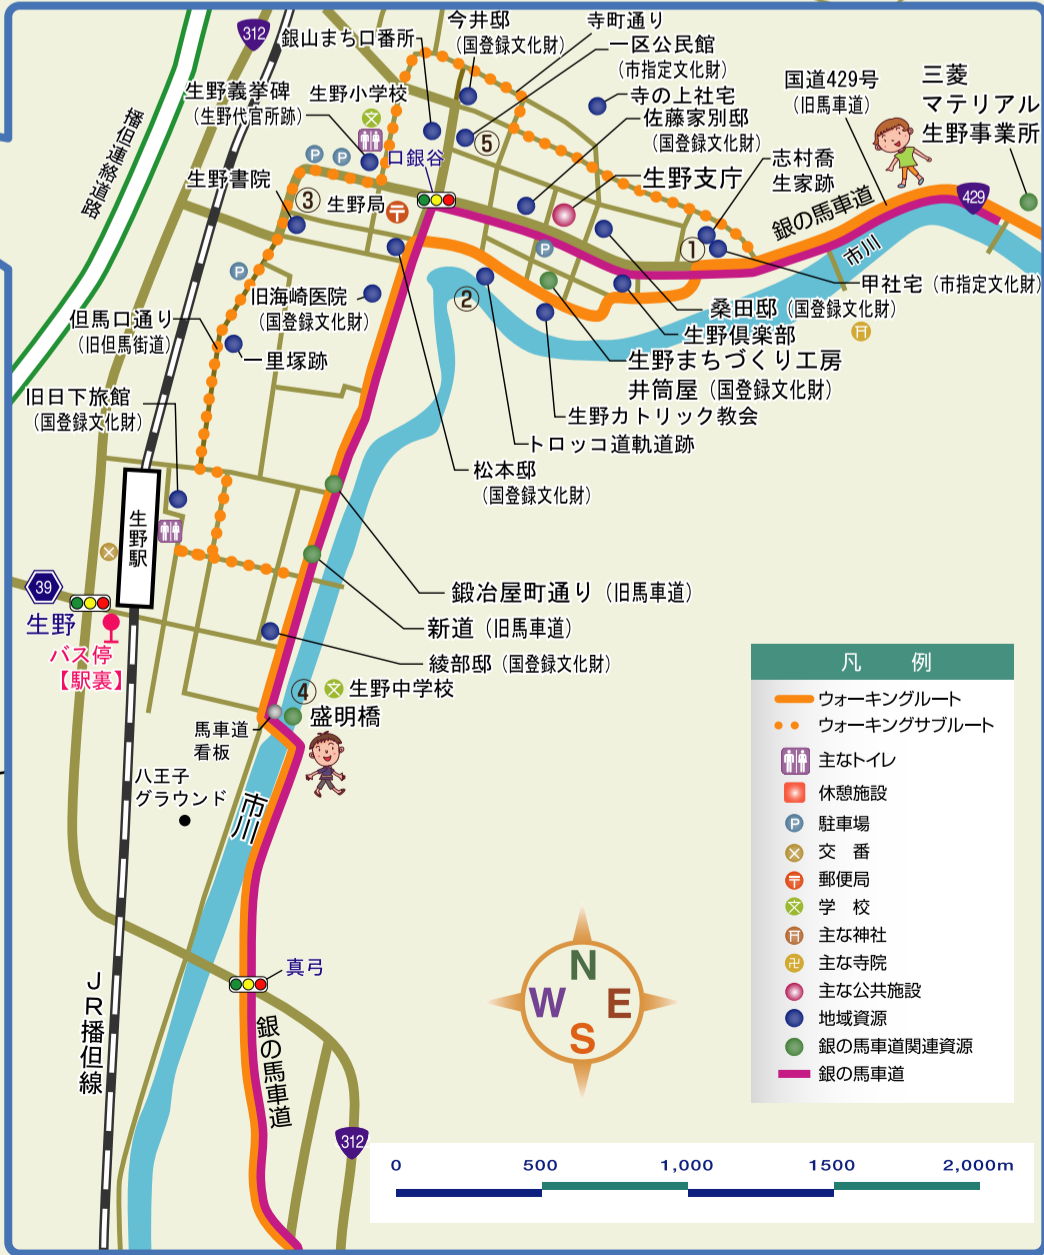 312
播但連絡道路
銀山まち口番所
今井邸
(国登録文化財)
寺町通り
一区公民館
(市指定文化財)
生野義挙碑
(生野代官所跡)
生野小学校
文
P
P
口銀谷
⑤
寺の上社宅
佐藤家別邸
(国登録文化財)
国道429号
(旧馬車道)
三菱
マテリアル
生野事業所
志村喬
生家跡
生野書院
③
生野局
〒
生野支庁
429
銀の馬車道
市川
①
P
P
甲社宅(市指定文化財)
旧海崎医院
(国登録文化財)
②
桑田邸(国登録文化財)
生野倶楽部
但馬口通り
(旧但馬街道)
一里塚跡
生野まちづくり工房
井筒屋(国登録文化財)
旧日下旅館
(国登録文化財)
生野カトリック教会
トロッコ道軌道跡
松本邸
(国登録文化財)
生野駅
39
生野
バス停
【駅裏】
鍛冶屋町通り(旧馬車道)
新道(旧馬車道)
綾部邸(国登録文化財)
④
文
生野中学校
盛明橋
馬車道
看板
八王子
グラウンド
市川
真弓
JR播但線
銀の馬車道
312
N
W
E
S
凡 例
ウォーキングルート
ウォーキングサブルート
主なトイレ
休憩施設
P
駐車場
交 番
〒
郵便局
文
学 校
主な神社
卍
主な寺院
主な公共施設
地域資源
銀の馬車道関連資源
銀の馬車道
0
500
1,000
1500
2,000m